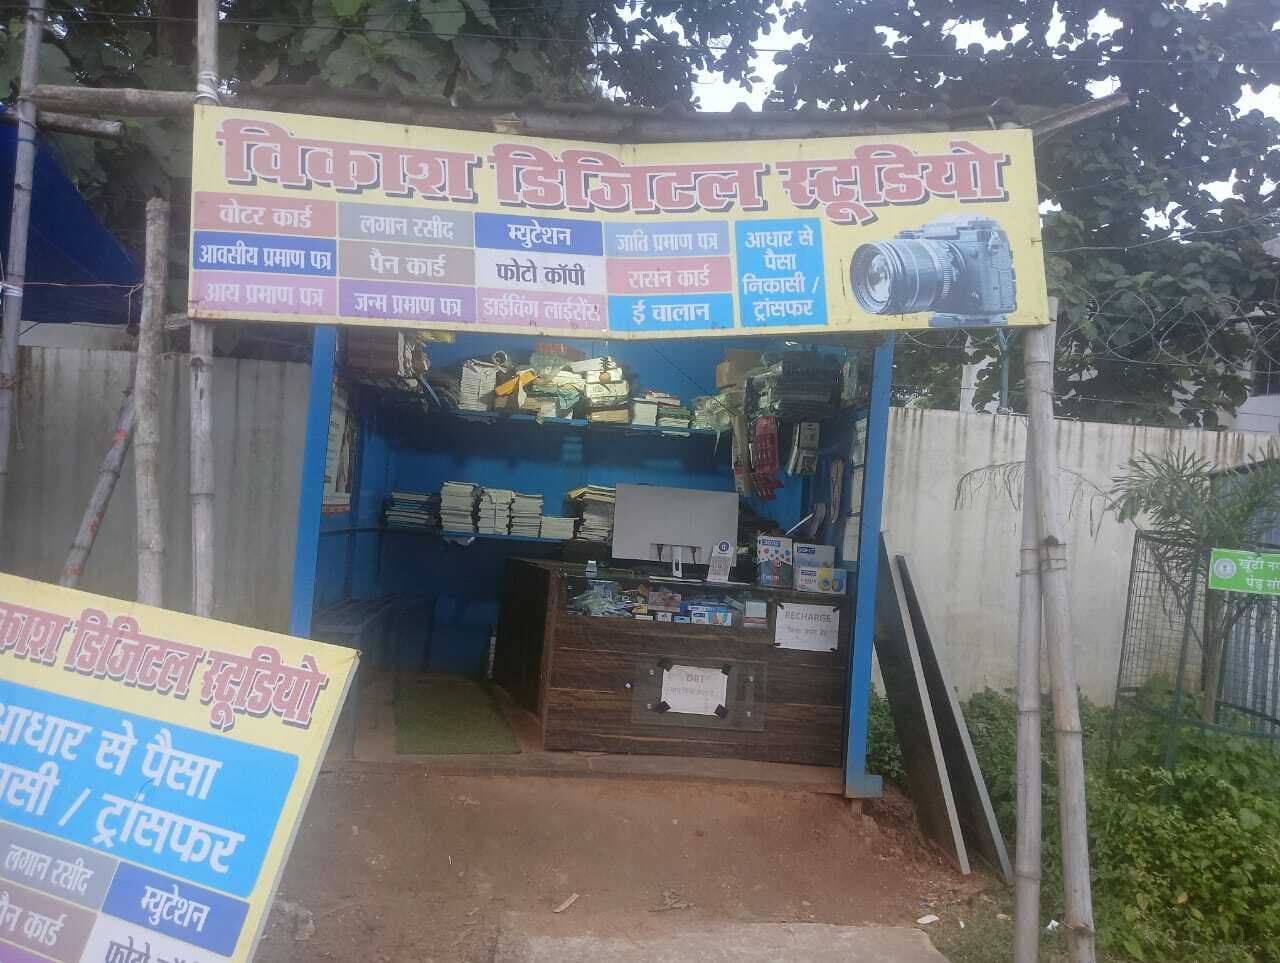 विकाश डिजिटल स्टूडियो
वोटर कार्ड
लगान रसीद
म्युटेशन
जाति प्रमाण पत्र
आधार से
पैसा
निकासी /
ट्रांसफर
आवसीय प्रमाण पत्र
पैन कार्ड
फोटो कॉपी
रासन कार्ड
आय प्रमाण पत्र
जन्म प्रमाण पत्र
डाईविंग लाईसेंस
ई चालान
RECHARGE
काश डिजिटल स्टूडियो
आधार से पैसा
सी / ट्रांसफर
लगान रसीद
म्युटेशन
पैन कार्ड
फोटो कॉपी